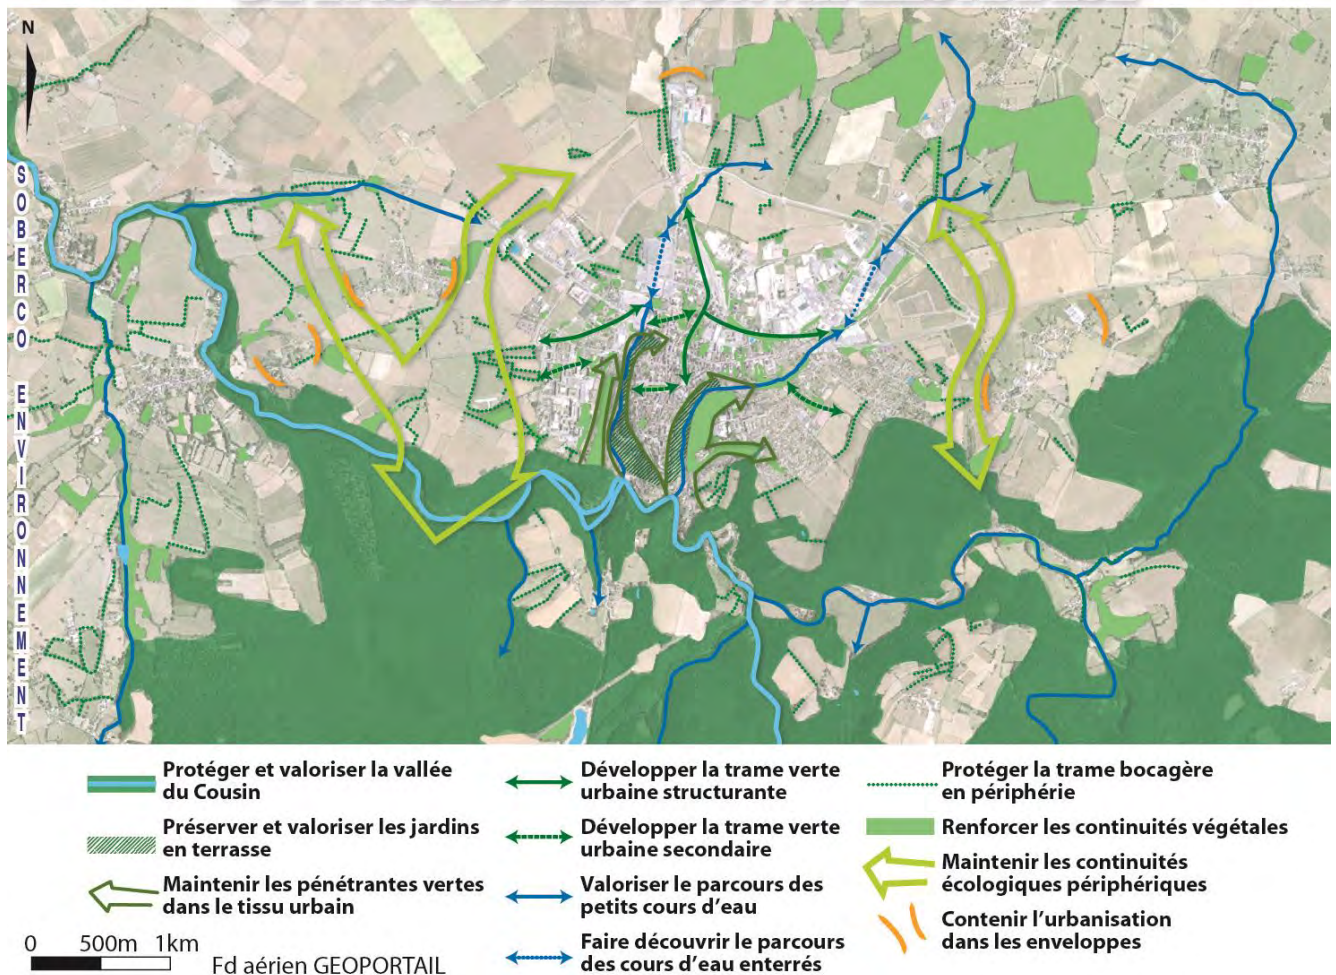 N
SOBERCO ENVIRONNEMENT
Protéger et valoriser la vallée
du Cousin
Préserver et valoriser les jardins
en terrasse
Maintenir les pénétrantes vertes
dans le tissu urbain
0 500m 1km
Fd aérien GEOPORTAIL
Développer la trame verte
urbaine structurante
Développer la trame verte
urbaine secondaire
Valoriser le parcours des
petits cours d'eau
Faire découvrir le parcours
des cours d'eau enterrés
Protéger la trame bocagère
en périphérie
Renforcer les continuités végétales
Maintenir les continuités
écologiques périphériques
Contenir l'urbanisation
dans les enveloppes